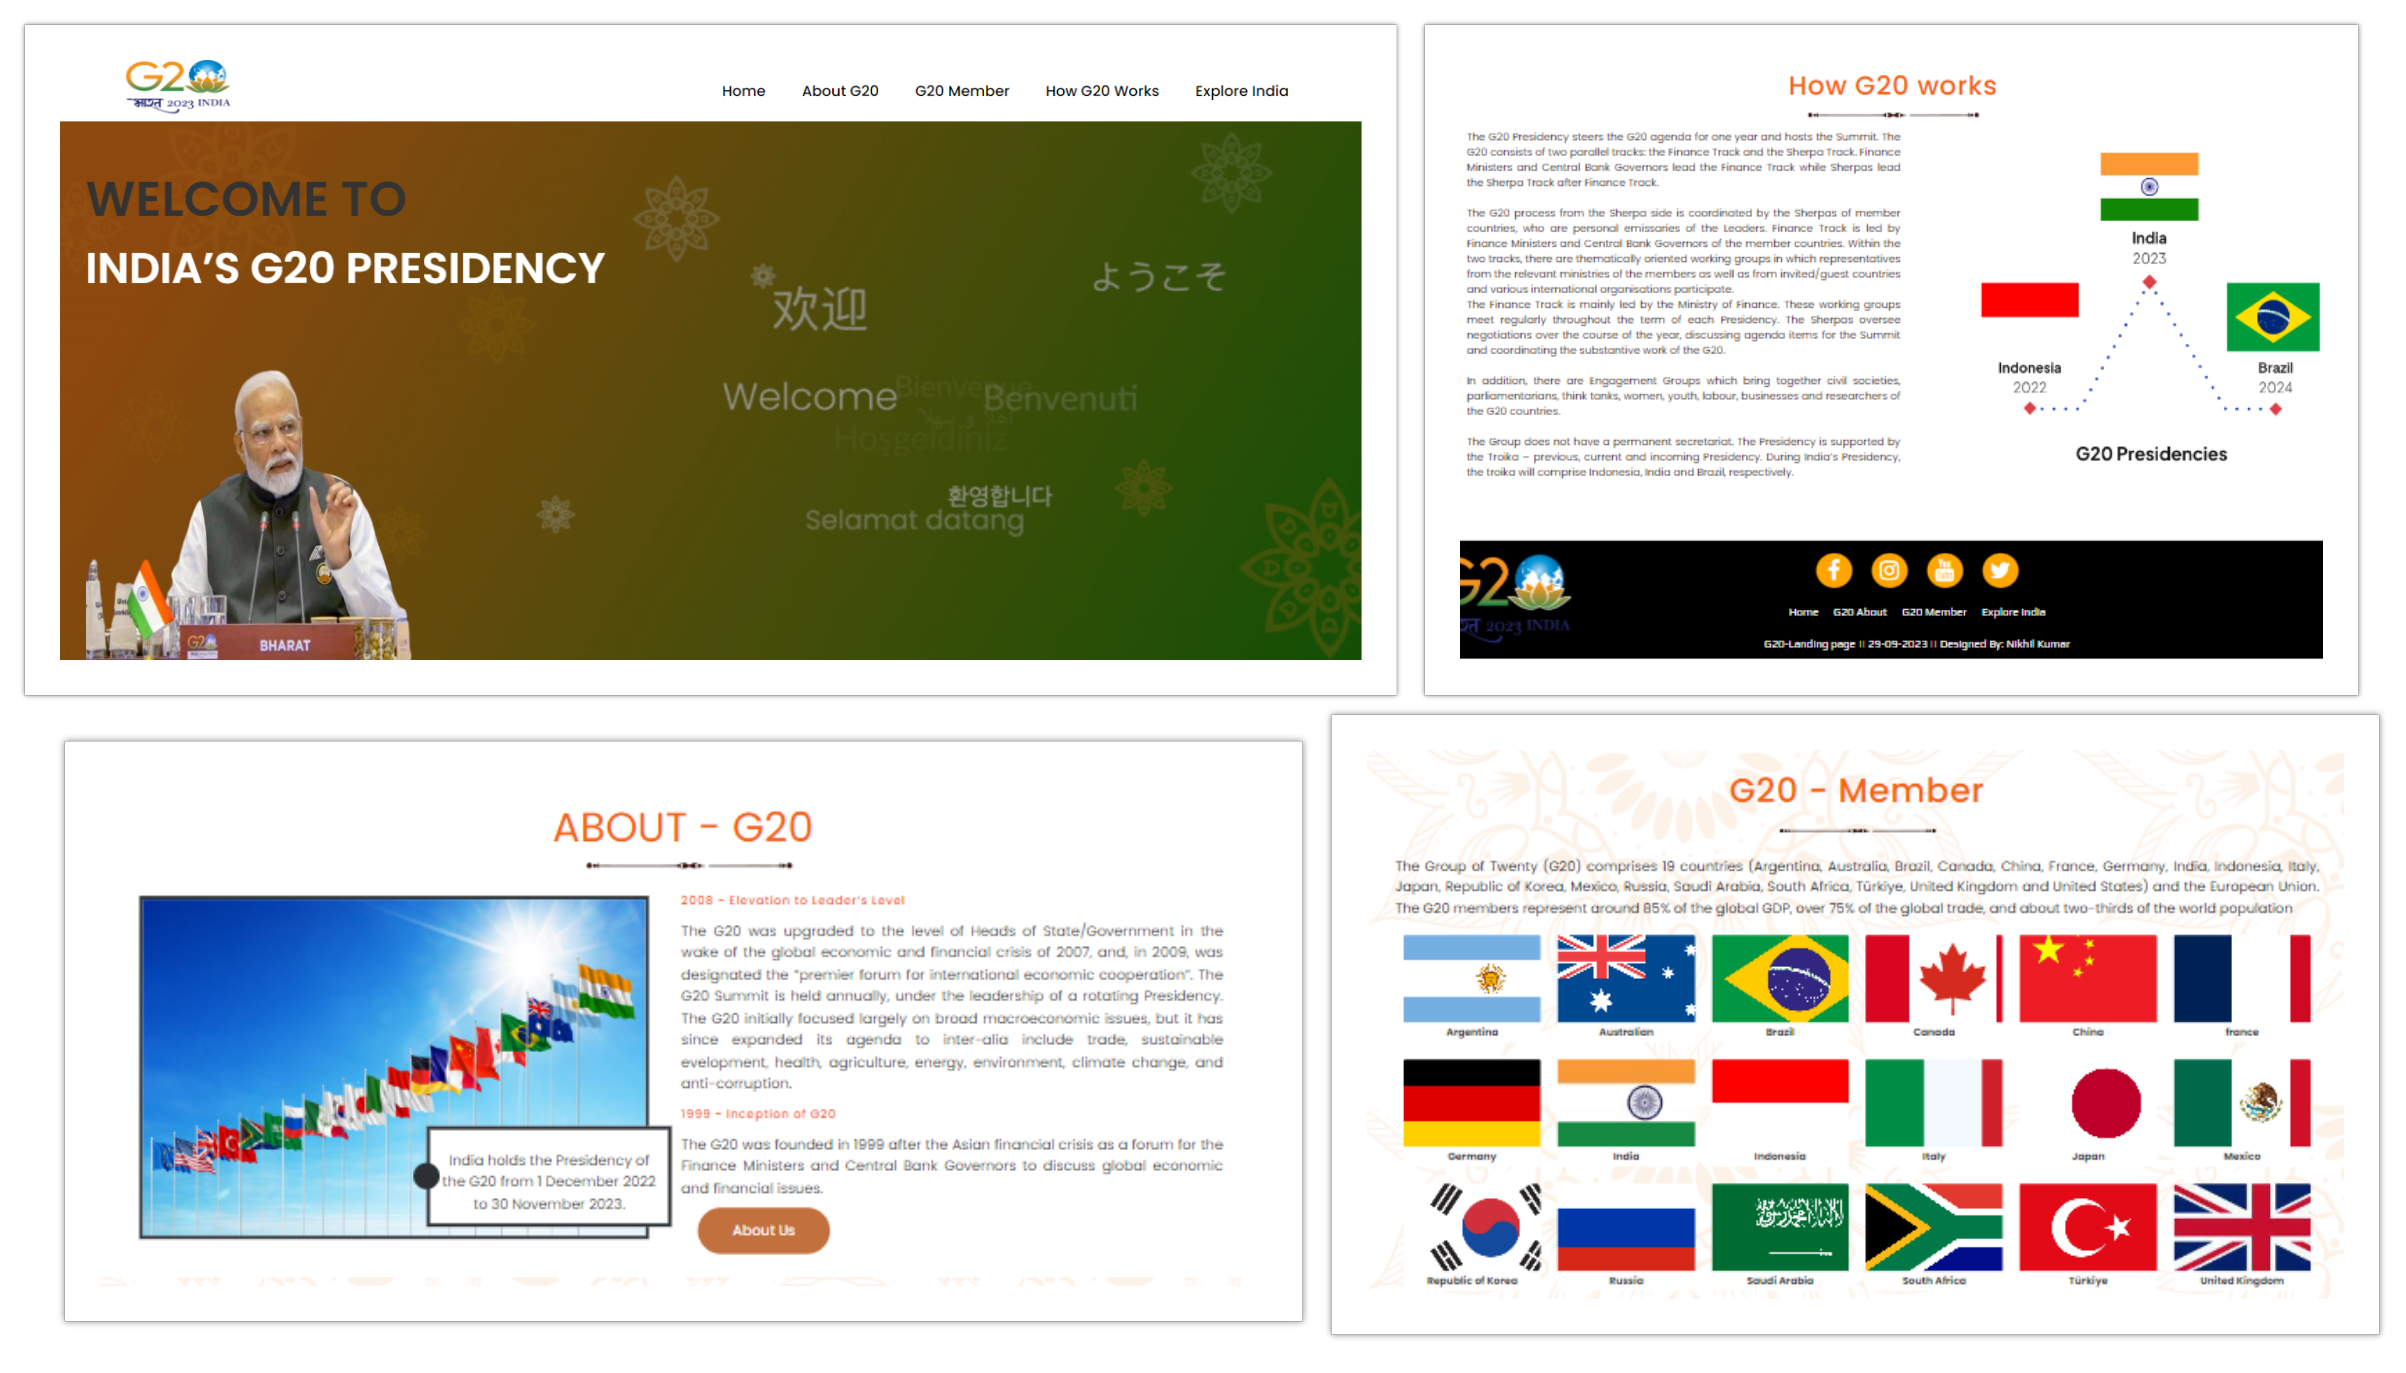 G20
भारत 2023 INDIA
Home About G20 G20 Member How G20 Works Explore India
WELCOME TO
INDIA'S G20 PRESIDENCY
ようこそ
欢迎
Welcome
Bienvenue
Benvenuti
Hoşgeldiniz
환영합니다
Selamat datang
G20
BHARAT
How G20 works
The G20 Presidency steers the G20 agenda for one year and hosts the Summit. The
G20 consists of two parallel tracks: the Finance Track and the Sherpa Track. Finance
Ministers and Central Bank Governors lead the Finance Track while Sherpas lead
the Sherpa Track after Finance Track.
The G20 process from the Sherpa side is coordinated by the Sherpas of member
countries, who are personal emissaries of the Leaders. Finance Track is led by
Finance Ministers and Central Bank Governors of the member countries. Within the
two tracks, there are thematically oriented working groups in which representatives
from the relevant ministries of the members as well as from invited/guest countries
and various international organisations participate.
The Finance Track is mainly led by the Ministry of Finance. These working groups
meet regularly throughout the term of each Presidency. The Sherpas oversee
negotiations over the course of the year, discussing agenda items for the Summit
and coordinating the substantive work of the G20.
In addition, there are Engagement Groups which bring together civil societies,
parliamentarians, think tanks, women, youth, labour, businesses and researchers of
the G20 countries.
The Group does not have a permanent secretariat. The Presidency is supported by
the Troika – previous, current and incoming Presidency. During India's Presidency,
the troika will comprise Indonesia, India and Brazil, respectively.
India
2023
Indonesia
2022
Brazil
2024
G20 Presidencies
G20
2023 INDIA
You
Tube
Home G20 About G20 Member Explore India
G20-Landing page || 29-09-2023 || Designed By: Nikhil Kumar
ABOUT - G20
2008 - Elevation to Leader's Level
The G20 was upgraded to the level of Heads of State/Government in the
wake of the global economic and financial crisis of 2007, and, in 2009, was
designated the "premier forum for international economic cooperation". The
G20 Summit is held annually, under the leadership of a rotating Presidency.
The G20 initially focused largely on broad macroeconomic issues, but it has
since expanded its agenda to inter-alia include trade, sustainable
evelopment, health, agriculture, energy, environment, climate change, and
anti-corruption.
1999 - Inception of G20
The G20 was founded in 1999 after the Asian financial crisis as a forum for the
Finance Ministers and Central Bank Governors to discuss global economic
and financial issues.
India holds the Presidency of
the G20 from 1 December 2022
to 30 November 2023.
About Us
G20 - Member
The Group of Twenty (G20) comprises 19 countries (Argentina, Australia, Brazil, Canada, China, France, Germany, India, Indonesia, Italy,
Japan, Republic of Korea, Mexico, Russia, Saudi Arabia, South Africa, Türkiye, United Kingdom and United States) and the European Union.
The G20 members represent around 85% of the global GDP, over 75% of the global trade, and about two-thirds of the world population
Argentina Australian Brazil Canada China france
Germany India Indonesia Italy Japan Mexico
Republic of Korea Russia Saudi Arabia South Africa Türkiye United Kingdom